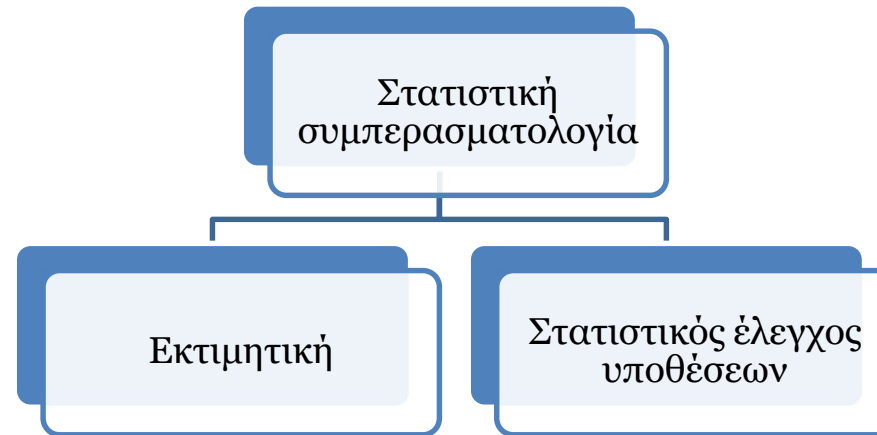 Στατιστική
συμπερασματολογία
Εκτιμητική
Στατιστικός έλεγχος
υποθέσεων